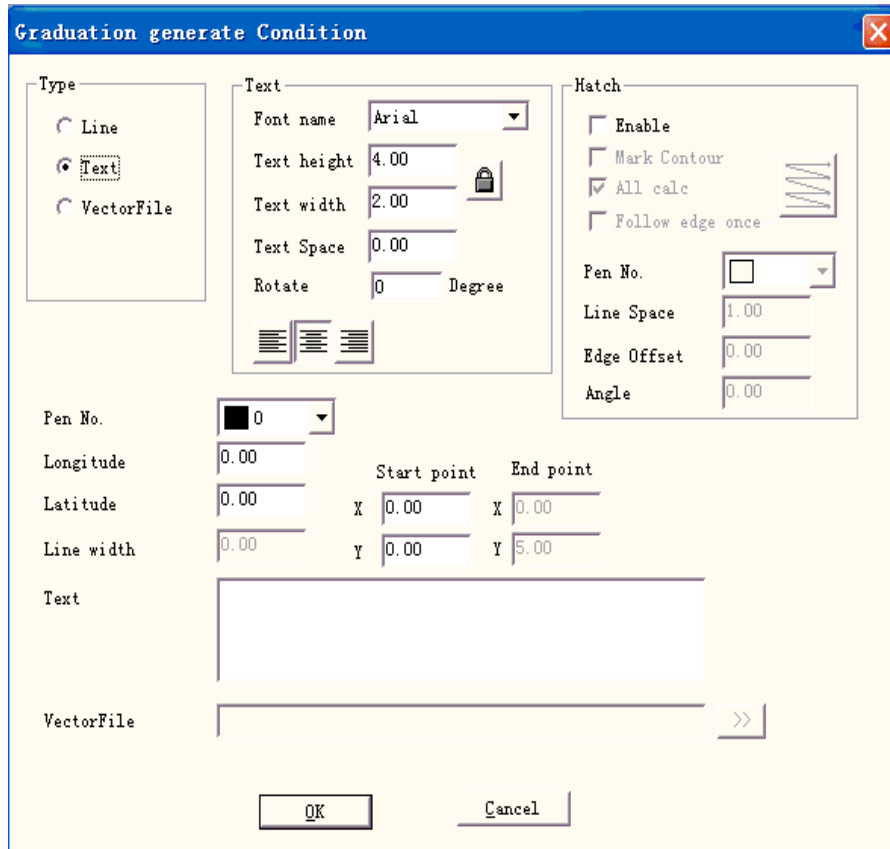 Graduation generate Condition
Type
Line
Text
VectorFile
Text
Font name Arial
Text height 4.00
Text width 2.00
Text Space 0.00
Rotate 0 Degree
Hatch
Enable
Mark Contour
All calc
Follow edge once
Pen No.
Line Space 1.00
Edge Offset 0.00
Angle 0.00
Pen No. 0
Longitude 0.00
Latitude 0.00
Line width 0.00
Start point End point
X 0.00 X 0.00
Y 0.00 Y 5.00
Text
VectorFile >>
OK Cancel